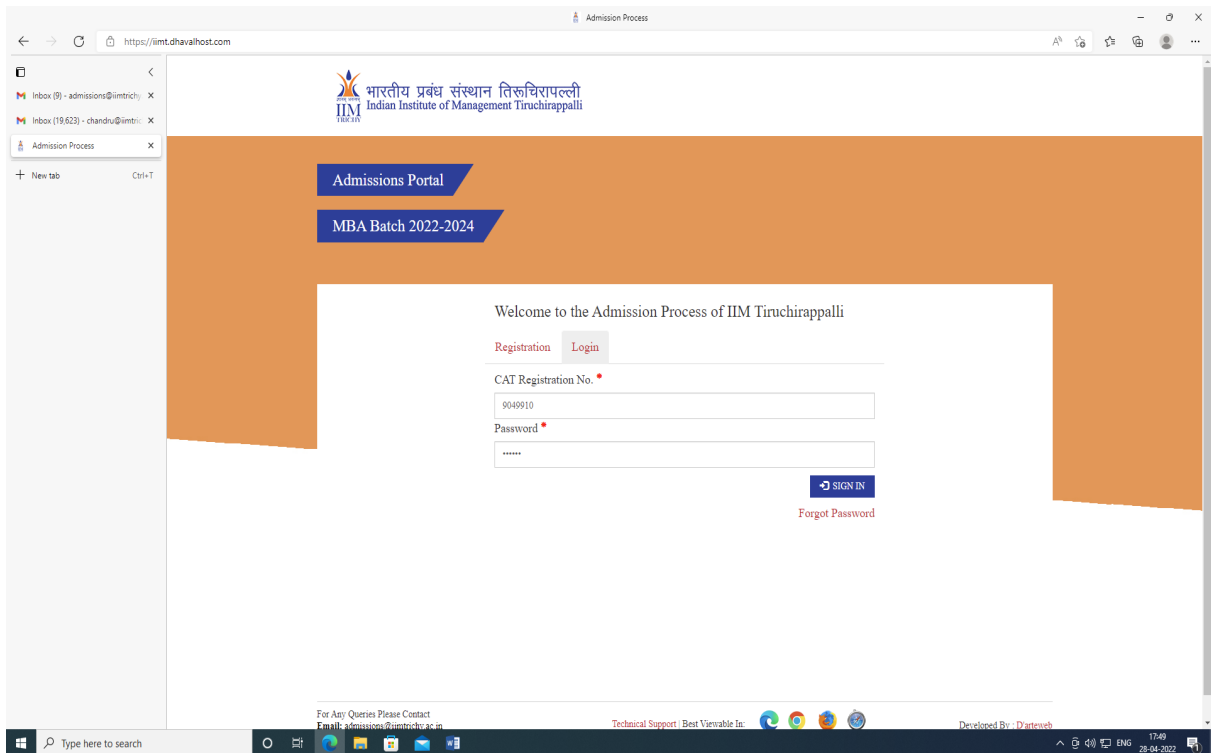 Admission Process
https://iimt.dhavalhost.com
Inbox (9) - admissions@iimtrichy
Inbox (19,623) - chandru@iimtric
Admission Process
New tab Ctrl+T
भारतीय प्रबंध संस्थान तिरूचिरापल्ली
Indian Institute of Management Tiruchirappalli
IIM
TRICHY
Admissions Portal
MBA Batch 2022-2024
Welcome to the Admission Process of IIM Tiruchirappalli
Registration Login
CAT Registration No. *
9049910
Password *
••••••
SIGN IN
Forgot Password
For Any Queries Please Contact
Email: admissions@iimtrichy.ac.in
Technical Support | Best Viewable In:
Developed By : D'arteweb
Type here to search
ENG
17:49
28-04-2022